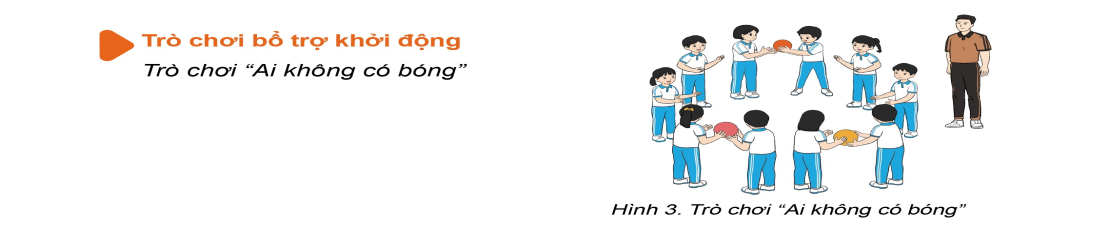 Trò chơi bổ trợ khởi động
Trò chơi “Ai không có bóng”
Hình 3. Trò chơi “Ai không có bóng”